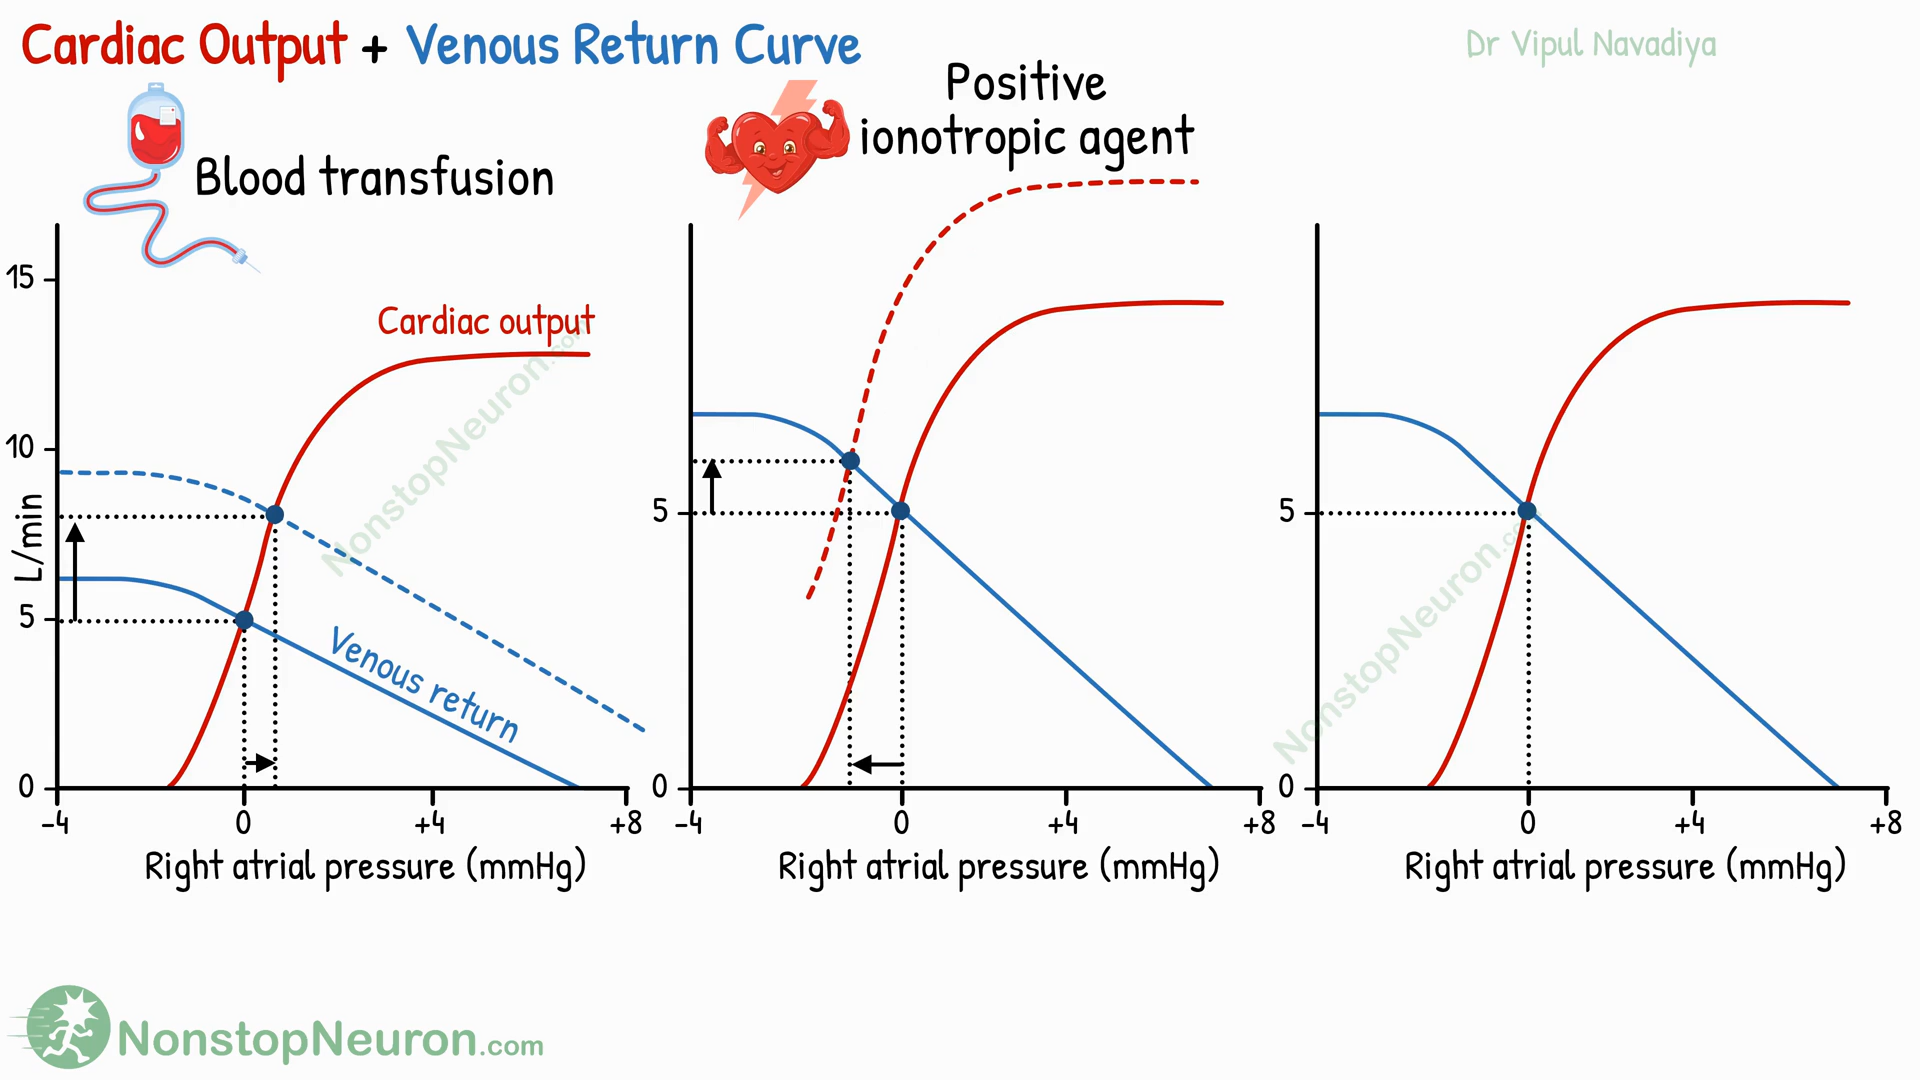 Cardiac Output + Venous Return Curve
Dr Vipul Navadiya
Blood transfusion
Positive
ionotropic agent
15
10
5
0
L/min
Cardiac output
Venous return
NonstopNeuron.com
-4 0 +4 +8
Right atrial pressure (mmHg)
5
0
-4 0 +4 +8
Right atrial pressure (mmHg)
5
0
NonstopNeuron.com
-4 0 +4 +8
Right atrial pressure (mmHg)
NonstopNeuron.com